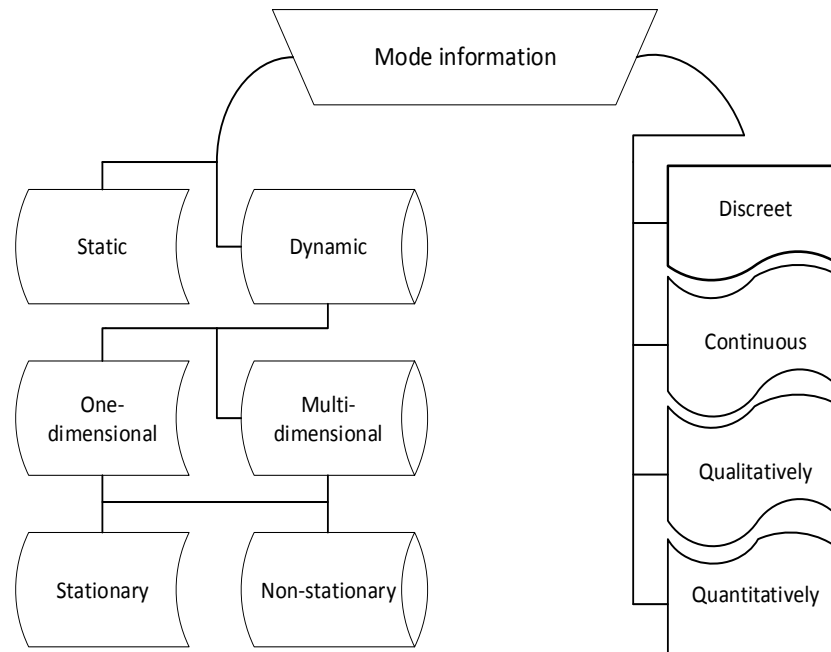 Mode information
Static
Dynamic
One-
dimensional
Multi-
dimensional
Stationary
Non-stationary
Discreet
Continuous
Qualitatively
Quantitatively